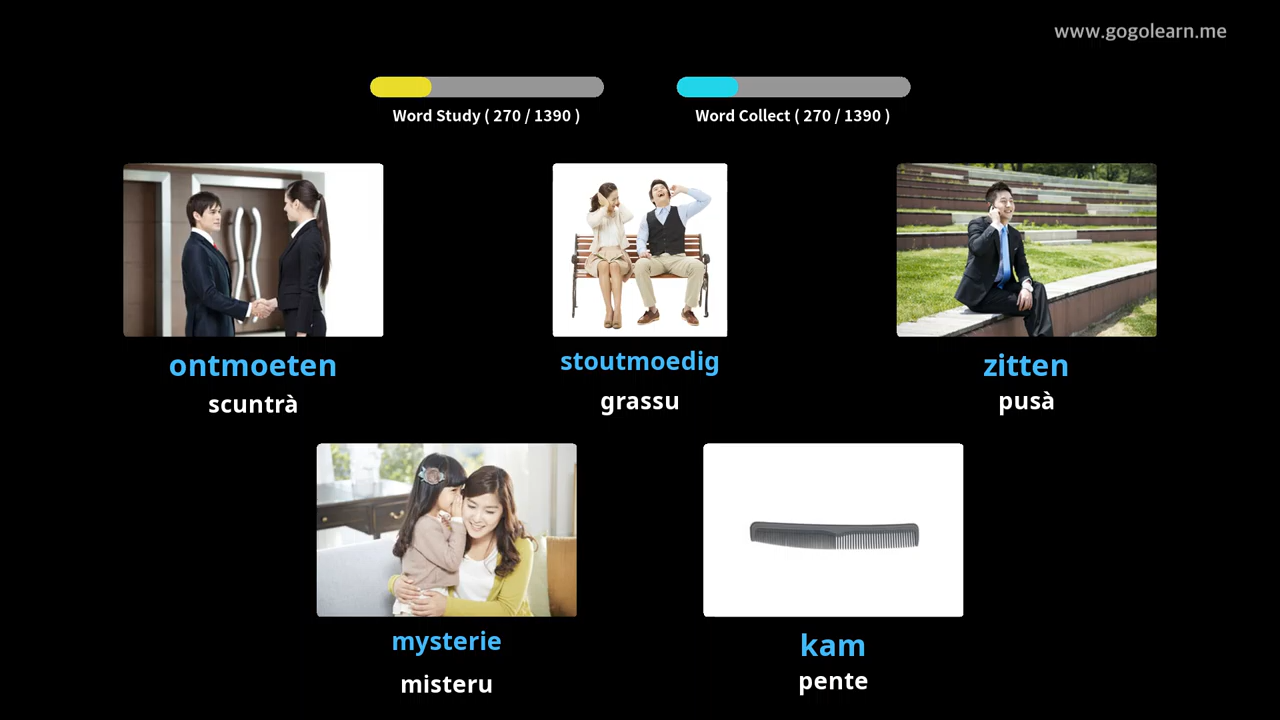 www.gogolearn.me
Word Study ( 270 / 1390 )
Word Collect ( 270 / 1390 )
ontmoeten
scuntrà
stoutmoedig
grassu
zitten
pusà
mysterie
misteru
kam
pente